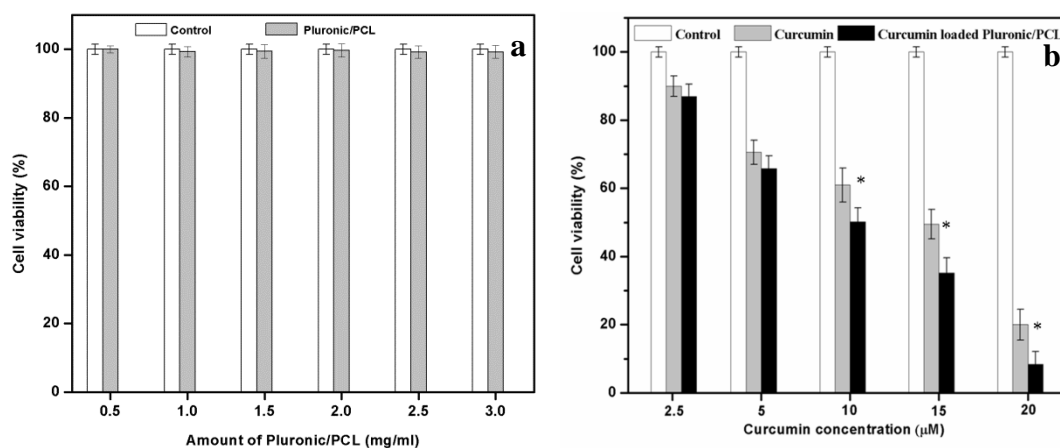 Control Pluronic/PCL
a
100
80
60
40
20
0
Cell viability (%)
0.5 1.0 1.5 2.0 2.5 3.0
Amount of Pluronic/PCL (mg/ml)
Control Curcumin Curcumin loaded Pluronic/PCL
b
100
80
60
40
20
0
Cell viability (%)
*
*
*
2.5 5 10 15 20
Curcumin concentration (μM)